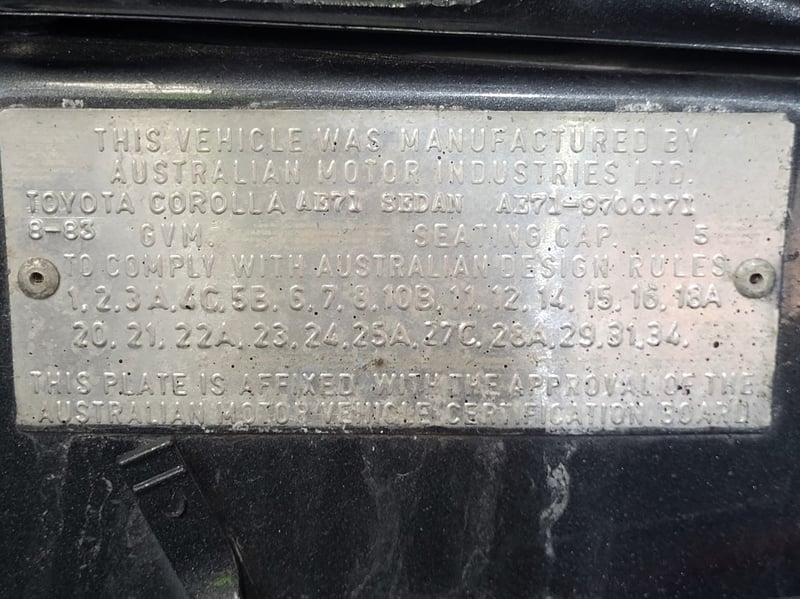 THIS VEHICLE WAS MANUFACTURED BY
AUSTRALIAN MOTOR INDUSTRIES LTD.
TOYOTA COROLLA AE71 SEDAN AE71-9700171
8-83 GVM. SEATING CAP. 5
TO COMPLY WITH AUSTRALIAN DESIGN RULES
1, 2, 3A, 4C, 5B, 6, 7, 8, 10B, 11, 12, 14, 15, 16, 18A
20, 21, 22A, 23, 24, 25A, 27C, 28A, 29, 31, 34.
THIS PLATE IS AFFIXED WITH THE APPROVAL OF THE
AUSTRALIAN MOTOR VEHICLE CERTIFICATION BOARD